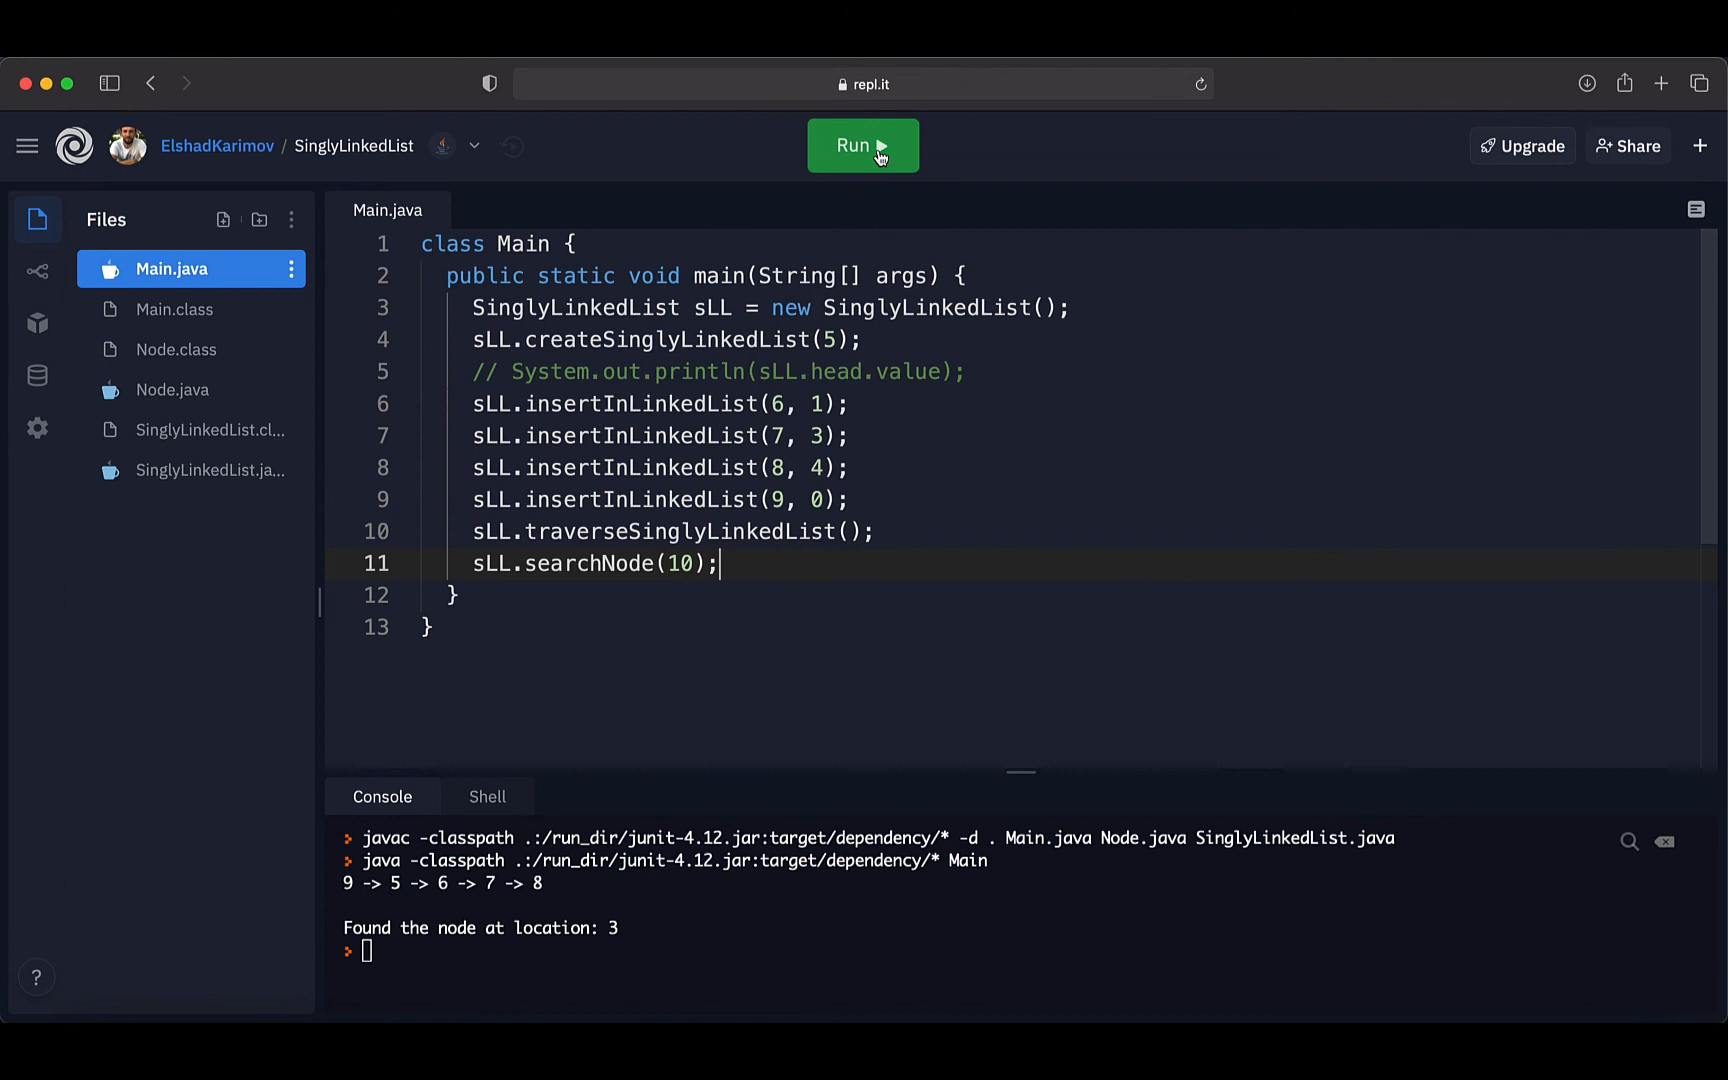 repl.it
ElshadKarimov / SinglyLinkedList
Run
Upgrade
Share
Files
Main.java
Main.class
Node.class
Node.java
SinglyLinkedList.cl...
SinglyLinkedList.ja...
Main.java
1 class Main {
2 public static void main(String[] args) {
3 SinglyLinkedList sLL = new SinglyLinkedList();
4 sLL.createSinglyLinkedList(5);
5 // System.out.println(sLL.head.value);
6 sLL.insertInLinkedList(6, 1);
7 sLL.insertInLinkedList(7, 3);
8 sLL.insertInLinkedList(8, 4);
9 sLL.insertInLinkedList(9, 0);
10 sLL.traverseSinglyLinkedList();
11 sLL.searchNode(10);
12 }
13 }
Console Shell
> javac -classpath .:/run_dir/junit-4.12.jar:target/dependency/* -d . Main.java Node.java SinglyLinkedList.java
> java -classpath .:/run_dir/junit-4.12.jar:target/dependency/* Main
9 -> 5 -> 6 -> 7 -> 8
Found the node at location: 3
>
?